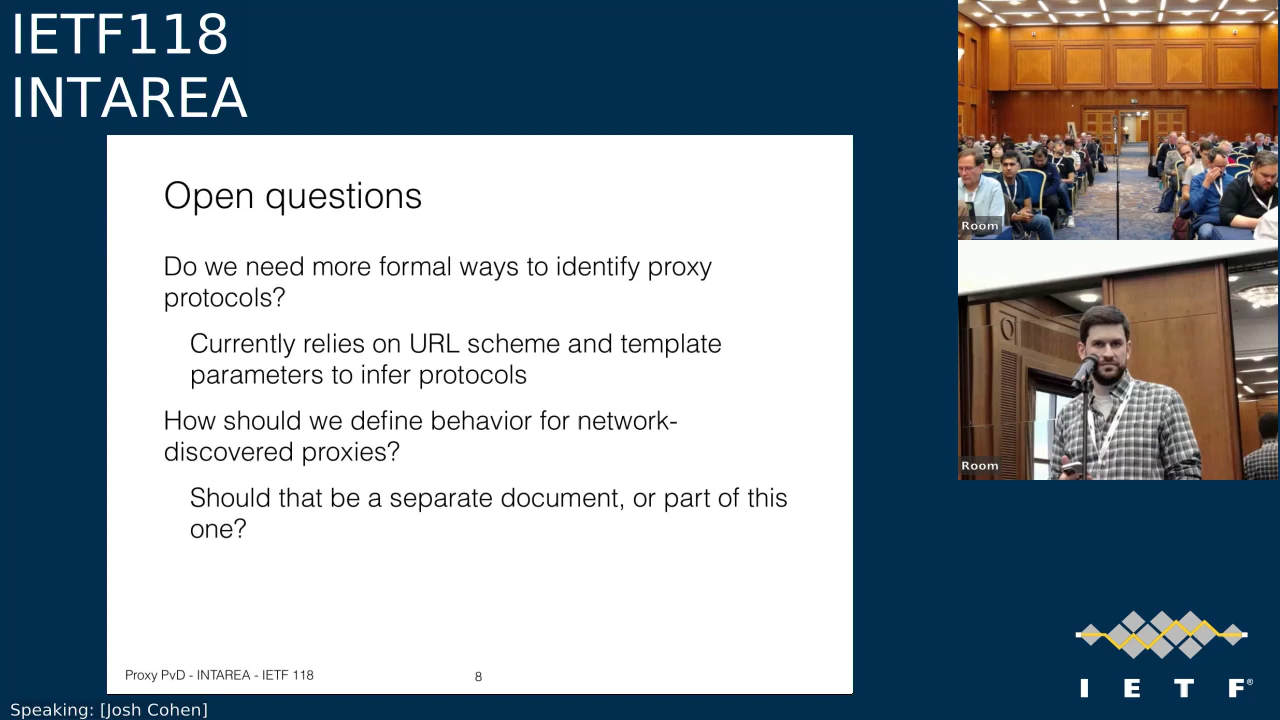 IETF118
INTAREA
Open questions
Do we need more formal ways to identify proxy
protocols?
Currently relies on URL scheme and template
parameters to infer protocols
How should we define behavior for network-
discovered proxies?
Should that be a separate document, or part of this
one?
Proxy PvD - INTAREA - IETF 118
8
Room
Room
I E T F®
Speaking: [Josh Cohen]